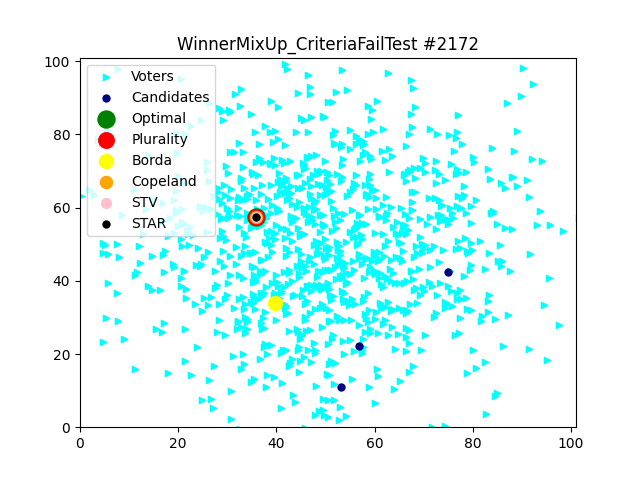 WinnerMixUp_CriteriaFailTest #2172
100
80
60
40
20
0
Voters
Candidates
Optimal
Plurality
Borda
Copeland
STV
STAR
0 20 40 60 80 100